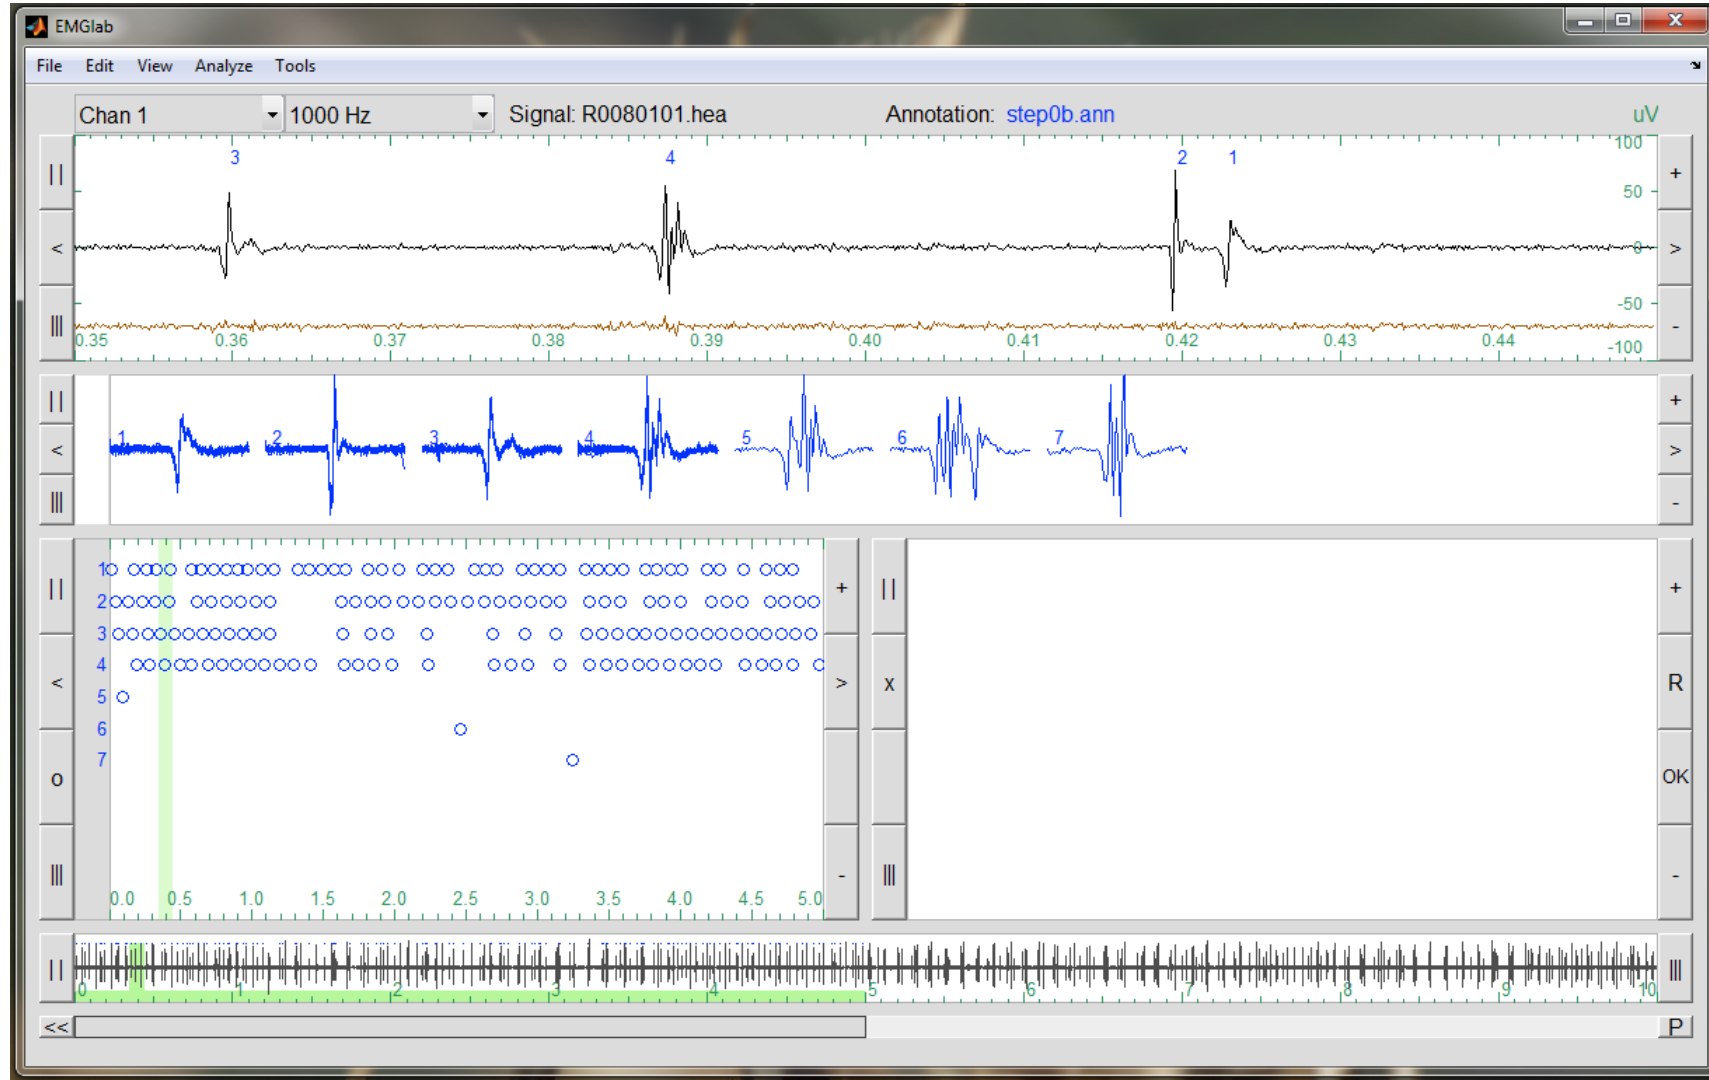 EMGlab
File Edit View Analyze Tools
Chan 1 1000 Hz Signal: R0080101.hea Annotation: step0b.ann uV
3 4 2 1 100
| | +
50
< 0 >
-50
||| -
0.35 0.36 0.37 0.38 0.39 0.40 0.41 0.42 0.43 0.44 -100
| | +
1 2 3 4 5 6 7
< >
||| -
1
| | + | | +
2
3
4
< > x R
5
6
7
o OK
||| - ||| -
0.0 0.5 1.0 1.5 2.0 2.5 3.0 3.5 4.0 4.5 5.0
| | |||
0 1 2 3 4 5 6 7 8 9 10
<< P